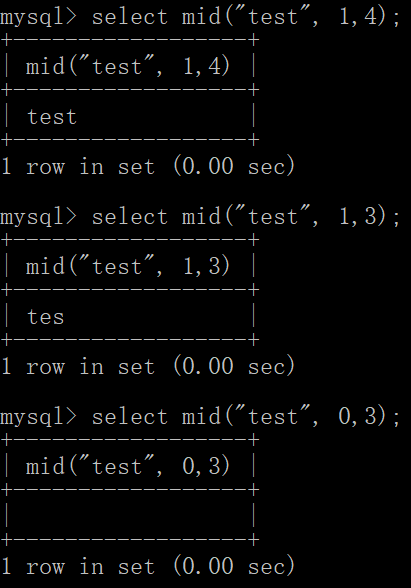 mysql> select mid("test", 1,4);
+-------------------+
| mid("test", 1,4) |
+-------------------+
| test              |
+-------------------+
1 row in set (0.00 sec)
mysql> select mid("test", 1,3);
+-------------------+
| mid("test", 1,3) |
+-------------------+
| tes               |
+-------------------+
1 row in set (0.00 sec)
mysql> select mid("test", 0,3);
+-------------------+
| mid("test", 0,3) |
+-------------------+
|                   |
+-------------------+
1 row in set (0.00 sec)